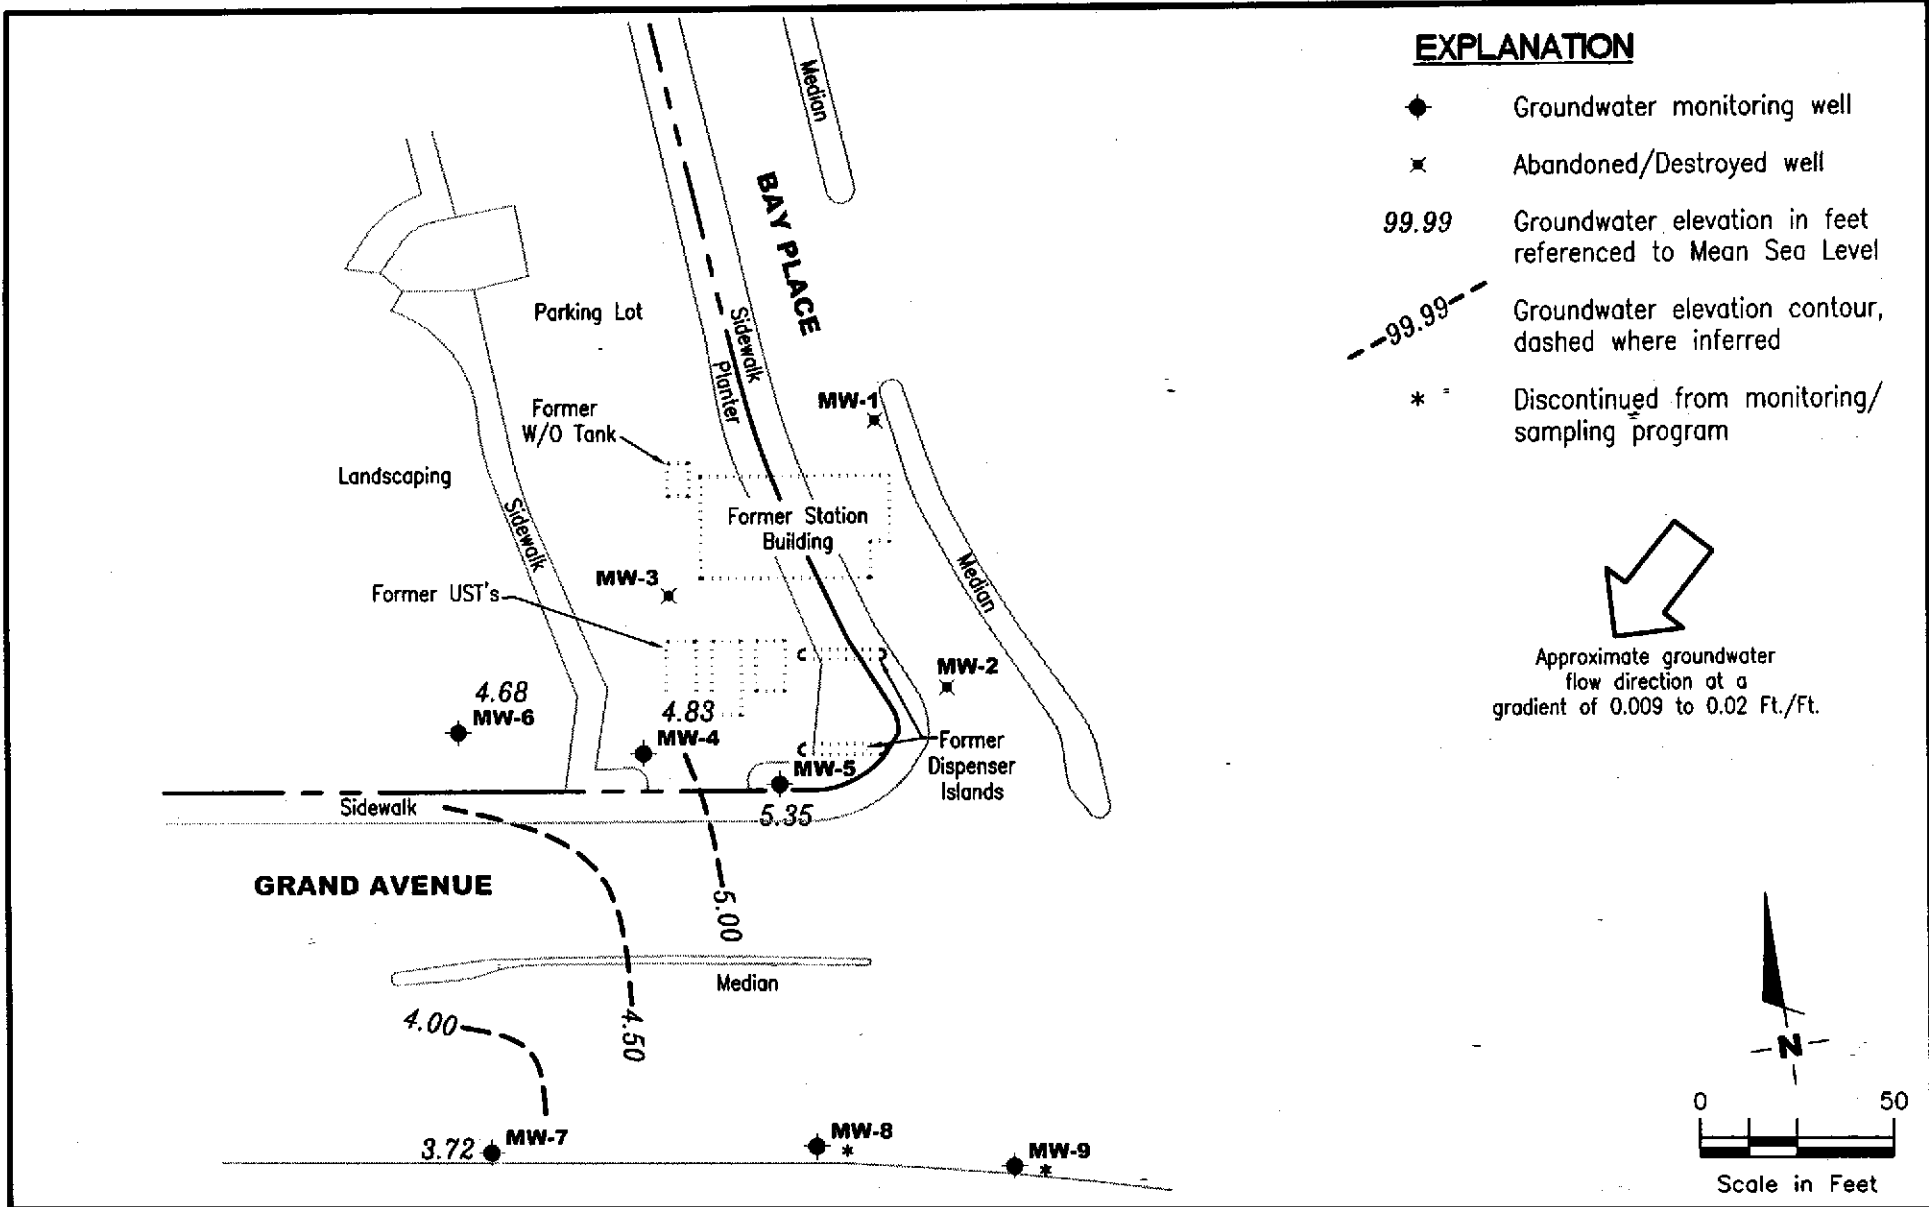 EXPLANATION
Groundwater monitoring well
Abandoned/Destroyed well
99.99
Groundwater elevation in feet
referenced to Mean Sea Level
99.99
Groundwater elevation contour,
dashed where inferred
*
Discontinued from monitoring/
sampling program
Approximate groundwater
flow direction at a
gradient of 0.009 to 0.02 Ft./Ft.
Median
BAY PLACE
Parking Lot
Sidewalk
Planter
MW-1
Former
W/O Tank
Landscaping
Sidewalk
Former Station
Building
Median
MW-3
Former UST's
MW-2
4.68
MW-6
4.83
MW-4
Former
Dispenser
Islands
MW-5
5.35
Sidewalk
GRAND AVENUE
5.00
Median
4.00
4.50
3.72
MW-7
MW-8
*
MW-9
*
N
0 50
Scale in Feet